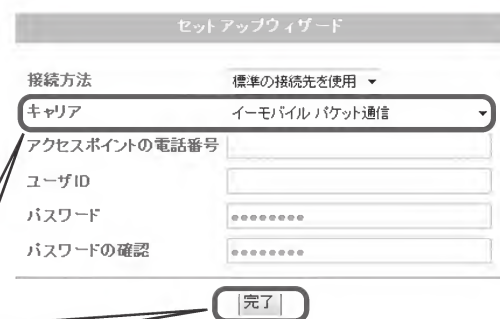 セットアップウィザード
接続方法 標準の接続先を使用
キャリア イーモバイル パケット通信
アクセスポイントの電話番号
ユーザID
パスワード ●●●●●●●●
パスワードの確認 ●●●●●●●●
完了